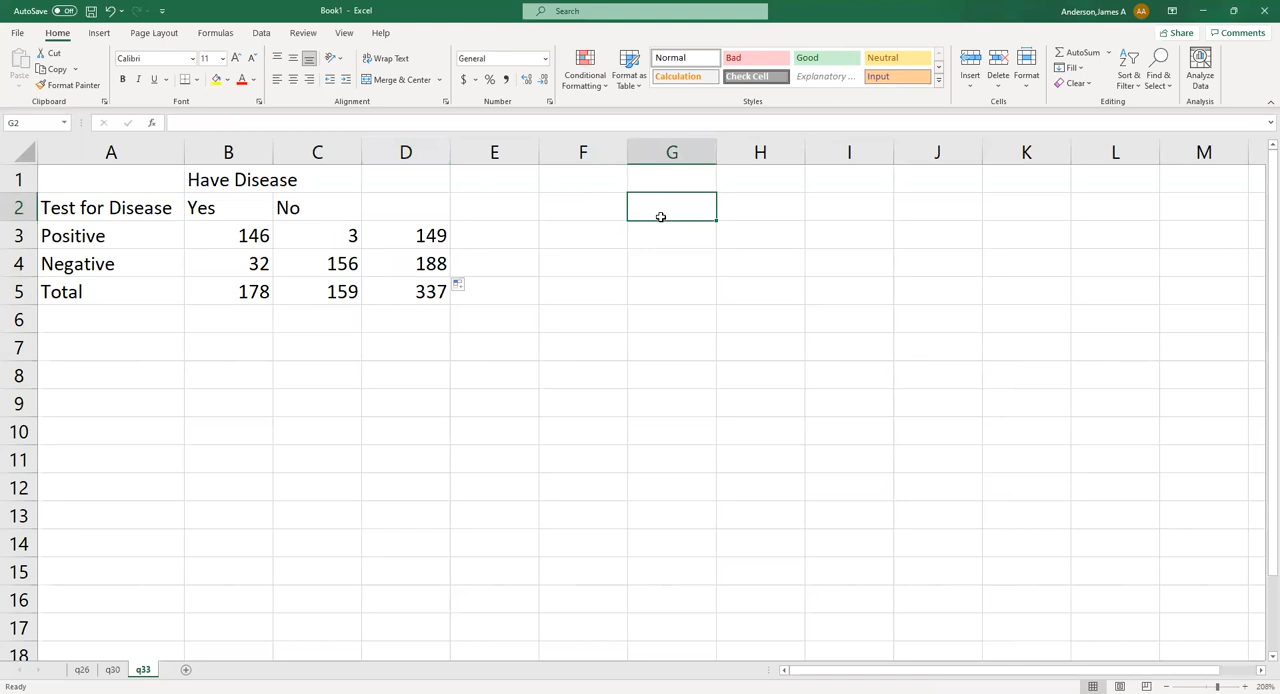 AutoSave Off Book1 - Excel Search Anderson,James A AA
File Home Insert Page Layout Formulas Data Review View Help Share Comments
Paste Cut Copy Format Painter Clipboard
Calibri 11 A A B I U A Font
Wrap Text Merge & Center Alignment
General $ % , Number
Conditional Formatting Format as Table
Normal Bad Good Neutral
Calculation Check Cell Explanatory ... Input
Styles
Insert Delete Format Cells
AutoSum Fill Clear Sort & Filter Find & Select Editing
Analyze Data Analysis
G2 fx
A B C D E F G H I J K L M
1 Have Disease
2 Test for Disease Yes No
3 Positive 146 3 149
4 Negative 32 156 188
5 Total 178 159 337
6
7
8
9
10
11
12
13
14
15
16
17
18
q26 q30 q33
Ready 208%